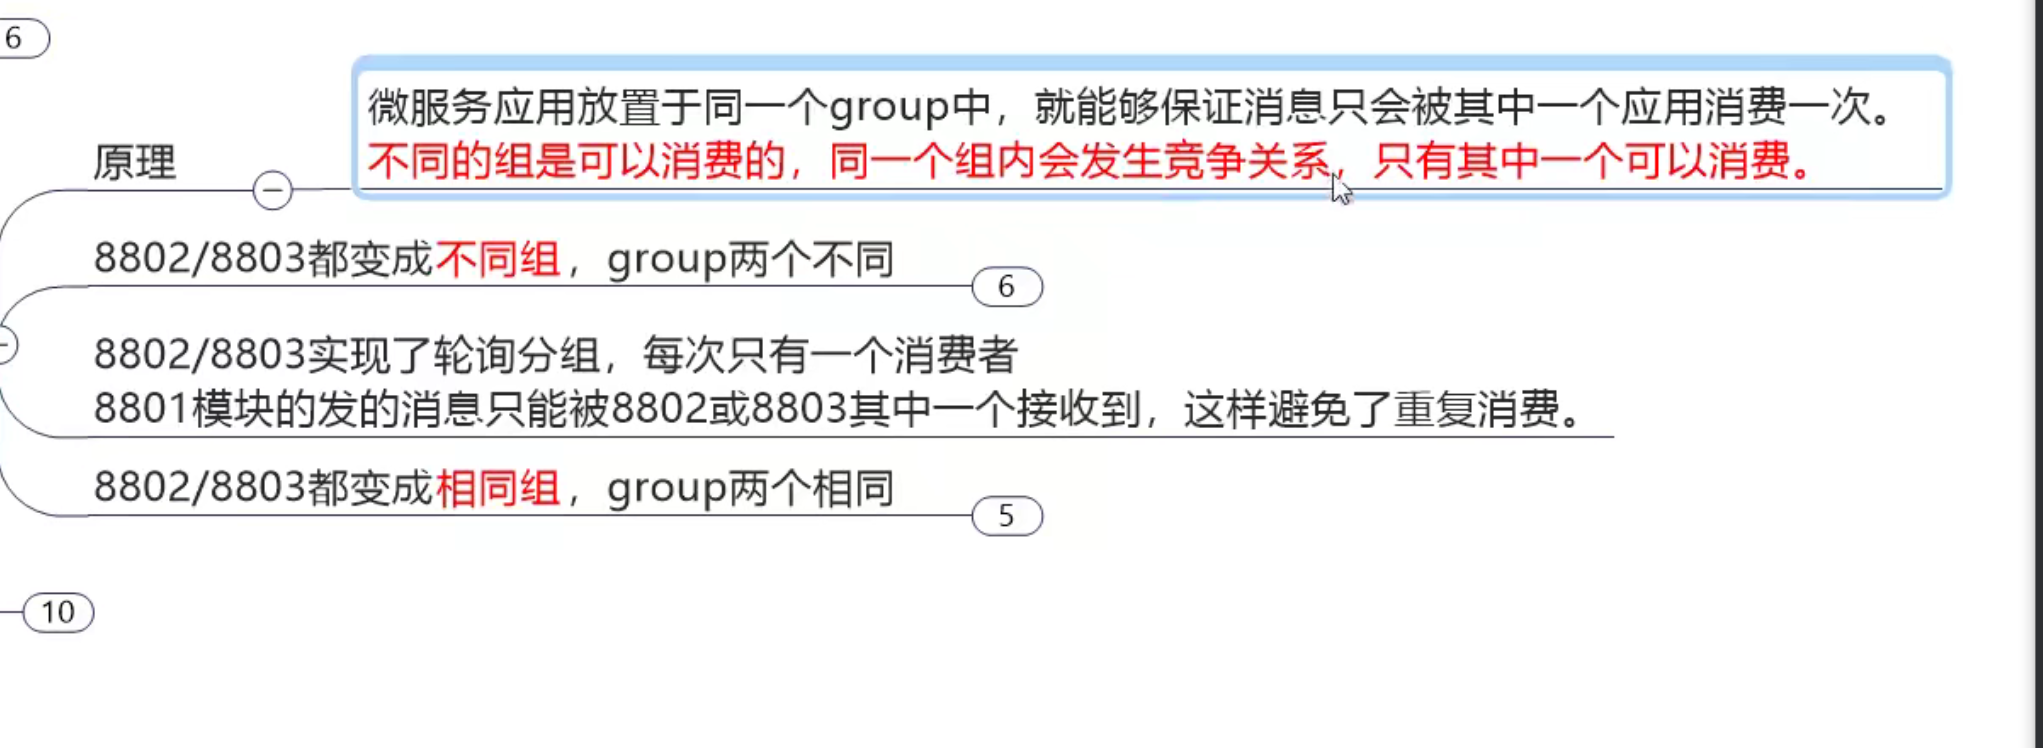 6
微服务应用放置于同一个group中，就能够保证消息只会被其中一个应用消费一次。
不同的组是可以消费的，同一个组内会发生竞争关系，只有其中一个可以消费。
原理
8802/8803都变成不同组，group两个不同
6
8802/8803实现了轮询分组，每次只有一个消费者
8801模块的发的消息只能被8802或8803其中一个接收到，这样避免了重复消费。
8802/8803都变成相同组，group两个相同
5
10